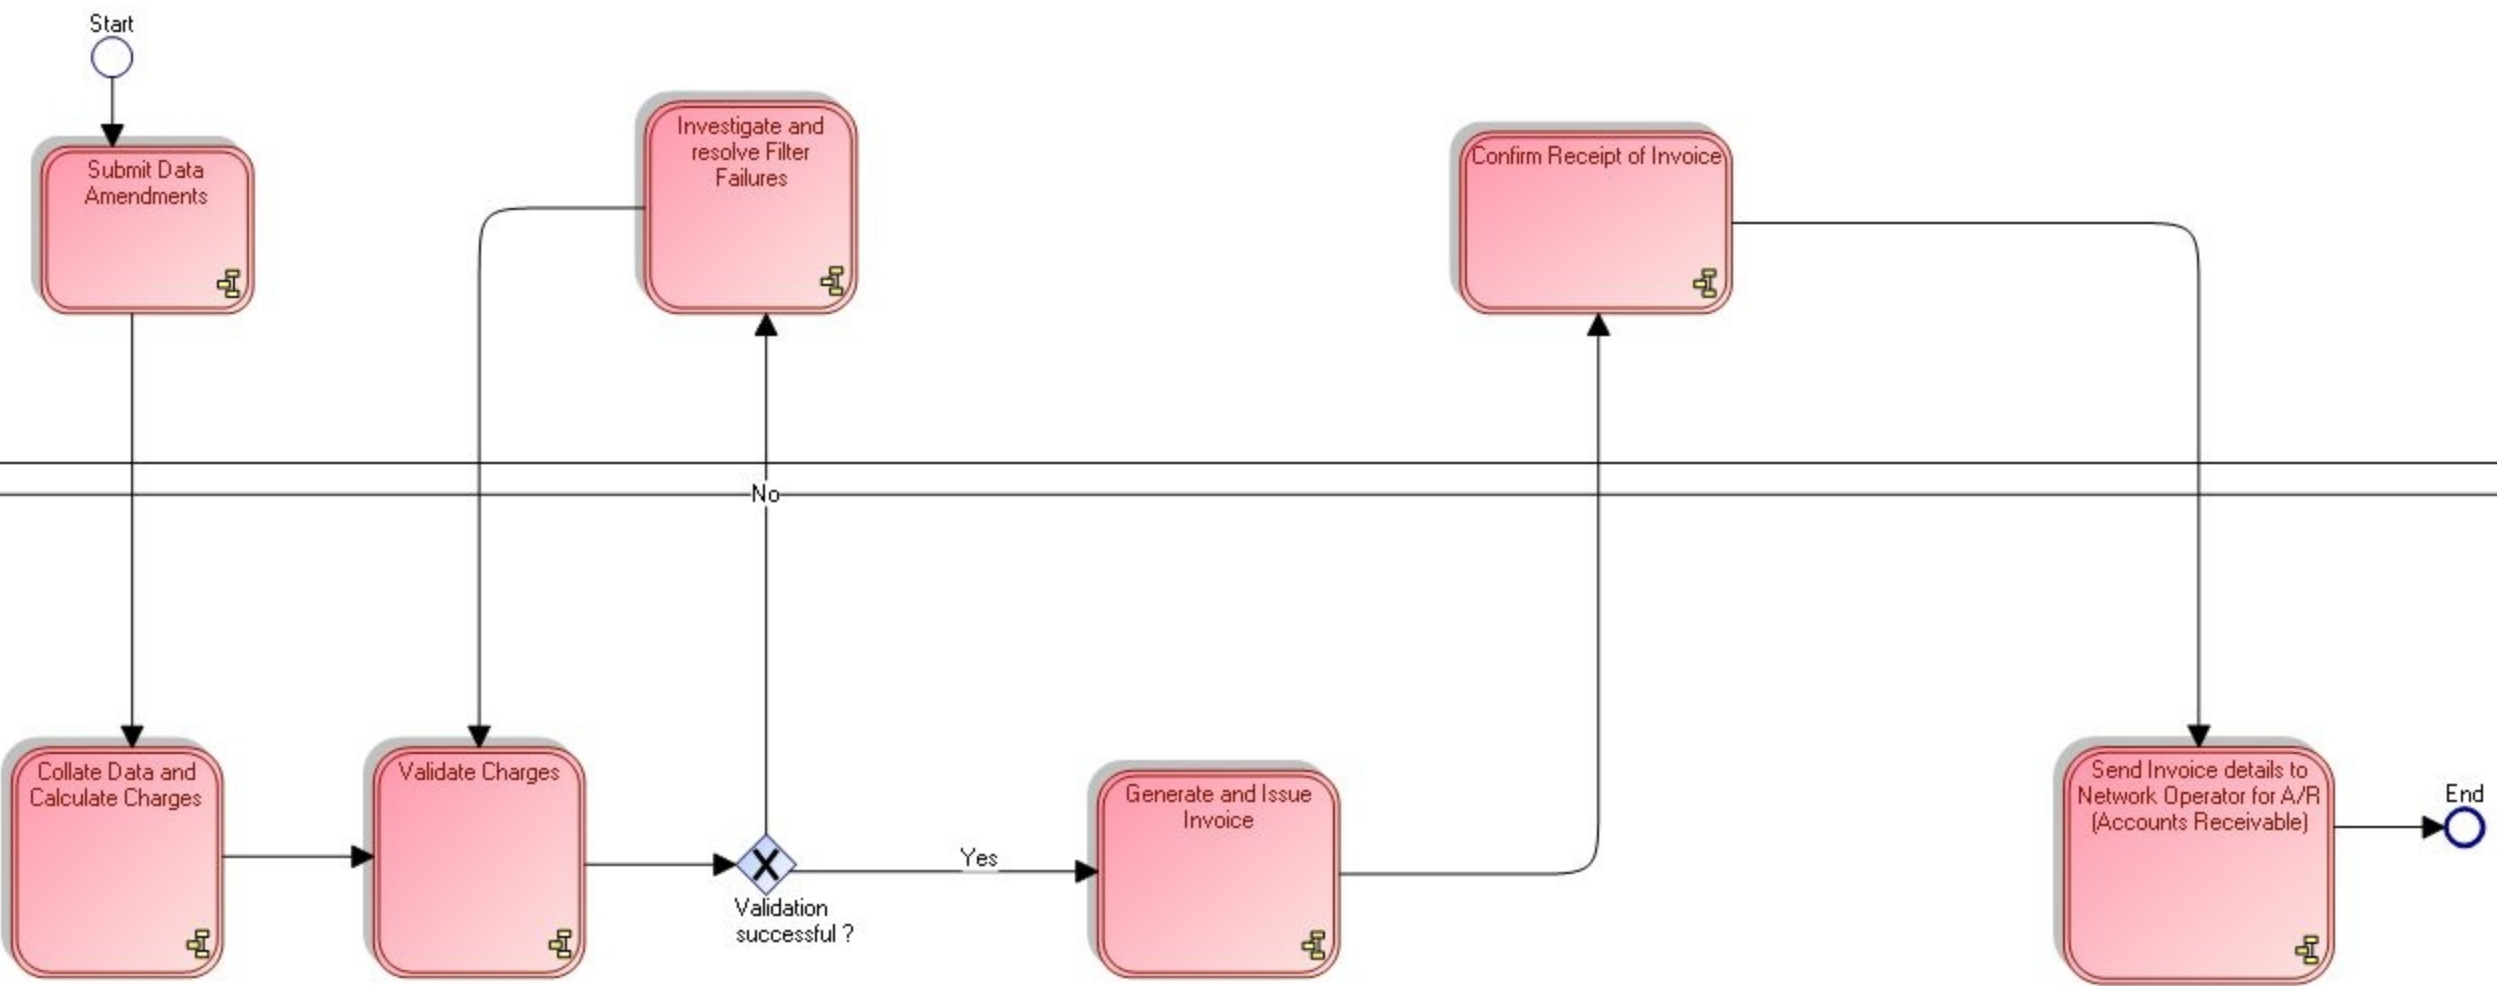 Start
Submit Data
Amendments
Investigate and
resolve Filter
Failures
Confirm Receipt of Invoice
No
Collate Data and
Calculate Charges
Validate Charges
Validation
successful ?
Yes
Generate and Issue
Invoice
Send Invoice details to
Network Operator for A/R
(Accounts Receivable)
End